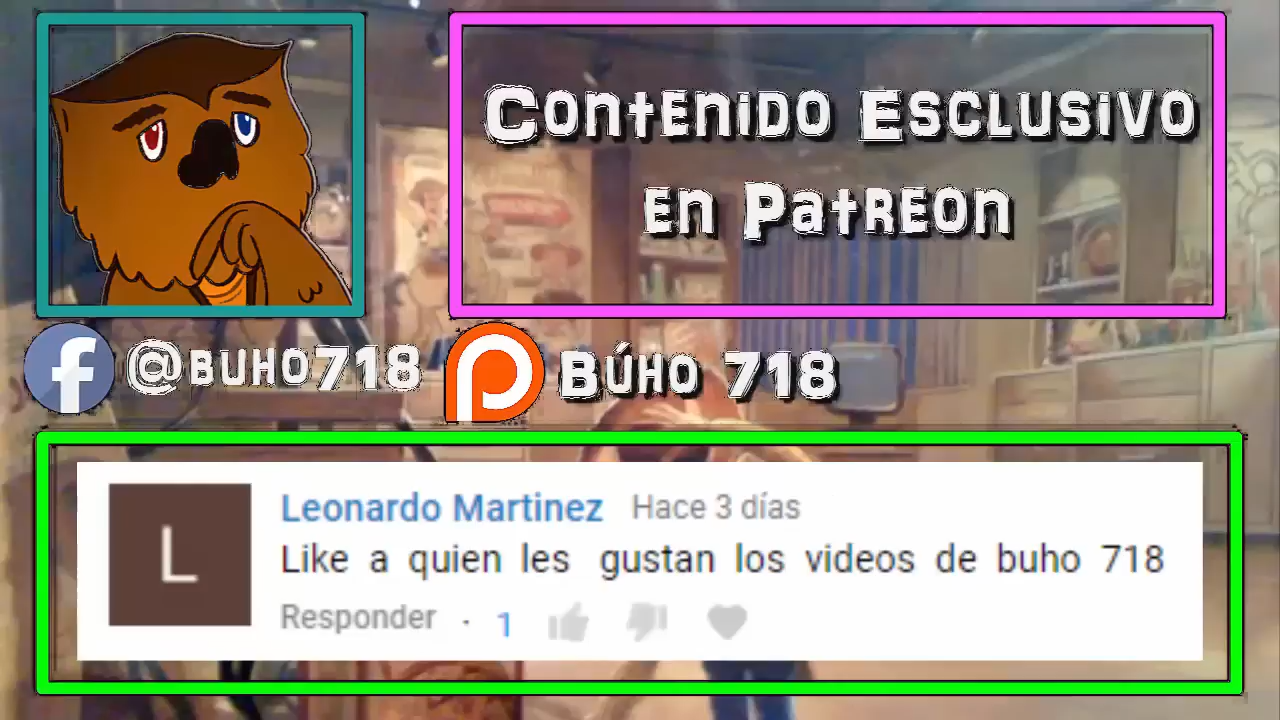 Contenido Esclusivo
en Patreon
f @buho718
Búho 718
L
Leonardo Martinez Hace 3 días
Like a quien les gustan los videos de buho 718
Responder · 1